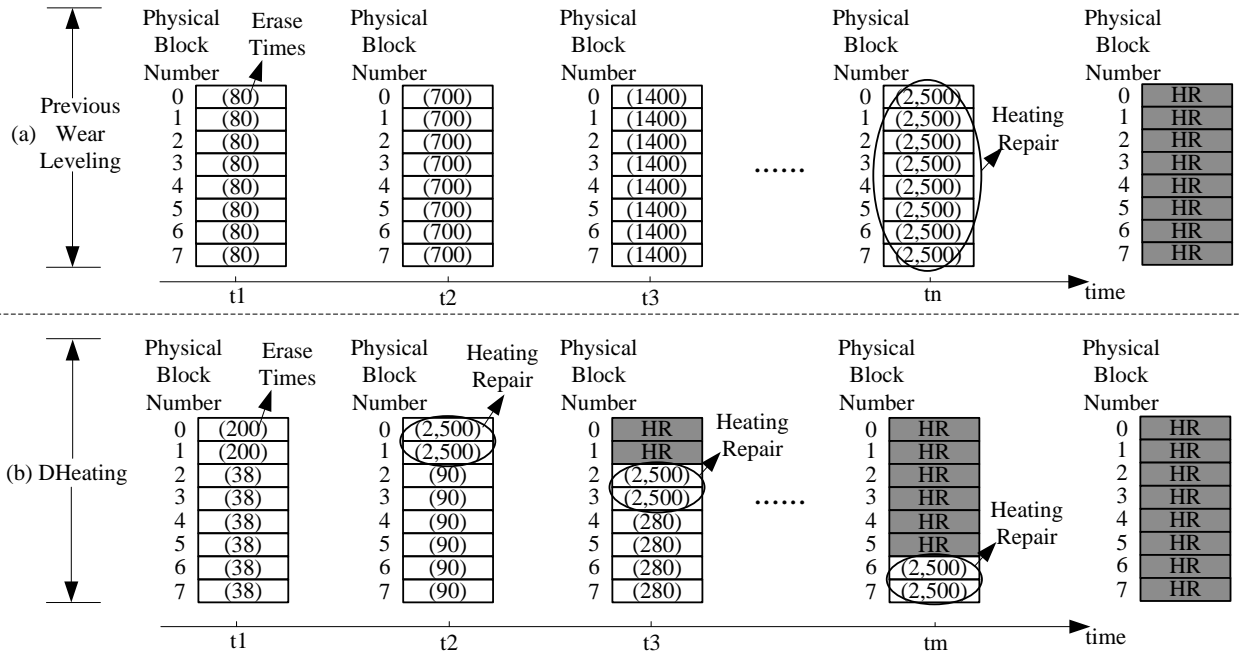 Physical Block Number
Erase Times
Physical Block Number
Physical Block Number
Physical Block Number
Physical Block Number
(a) Previous Wear Leveling
0 (80)
1 (80)
2 (80)
3 (80)
4 (80)
5 (80)
6 (80)
7 (80)
0 (700)
1 (700)
2 (700)
3 (700)
4 (700)
5 (700)
6 (700)
7 (700)
0 (1400)
1 (1400)
2 (1400)
3 (1400)
4 (1400)
5 (1400)
6 (1400)
7 (1400)
......
0 (2,500)
1 (2,500)
2 (2,500)
3 (2,500)
4 (2,500)
5 (2,500)
6 (2,500)
7 (2,500)
Heating Repair
0 HR
1 HR
2 HR
3 HR
4 HR
5 HR
6 HR
7 HR
t1 t2 t3 tn time
Physical Block Number
Erase Times
Physical Block Number
Heating Repair
Physical Block Number
Physical Block Number
Physical Block Number
(b) DHeating
0 (200)
1 (200)
2 (38)
3 (38)
4 (38)
5 (38)
6 (38)
7 (38)
0 (2,500)
1 (2,500)
2 (90)
3 (90)
4 (90)
5 (90)
6 (90)
7 (90)
0 HR
1 HR
2 (2,500)
3 (2,500)
4 (280)
5 (280)
6 (280)
7 (280)
Heating Repair
......
0 HR
1 HR
2 HR
3 HR
4 HR
5 HR
6 (2,500)
7 (2,500)
Heating Repair
0 HR
1 HR
2 HR
3 HR
4 HR
5 HR
6 HR
7 HR
t1 t2 t3 tm time